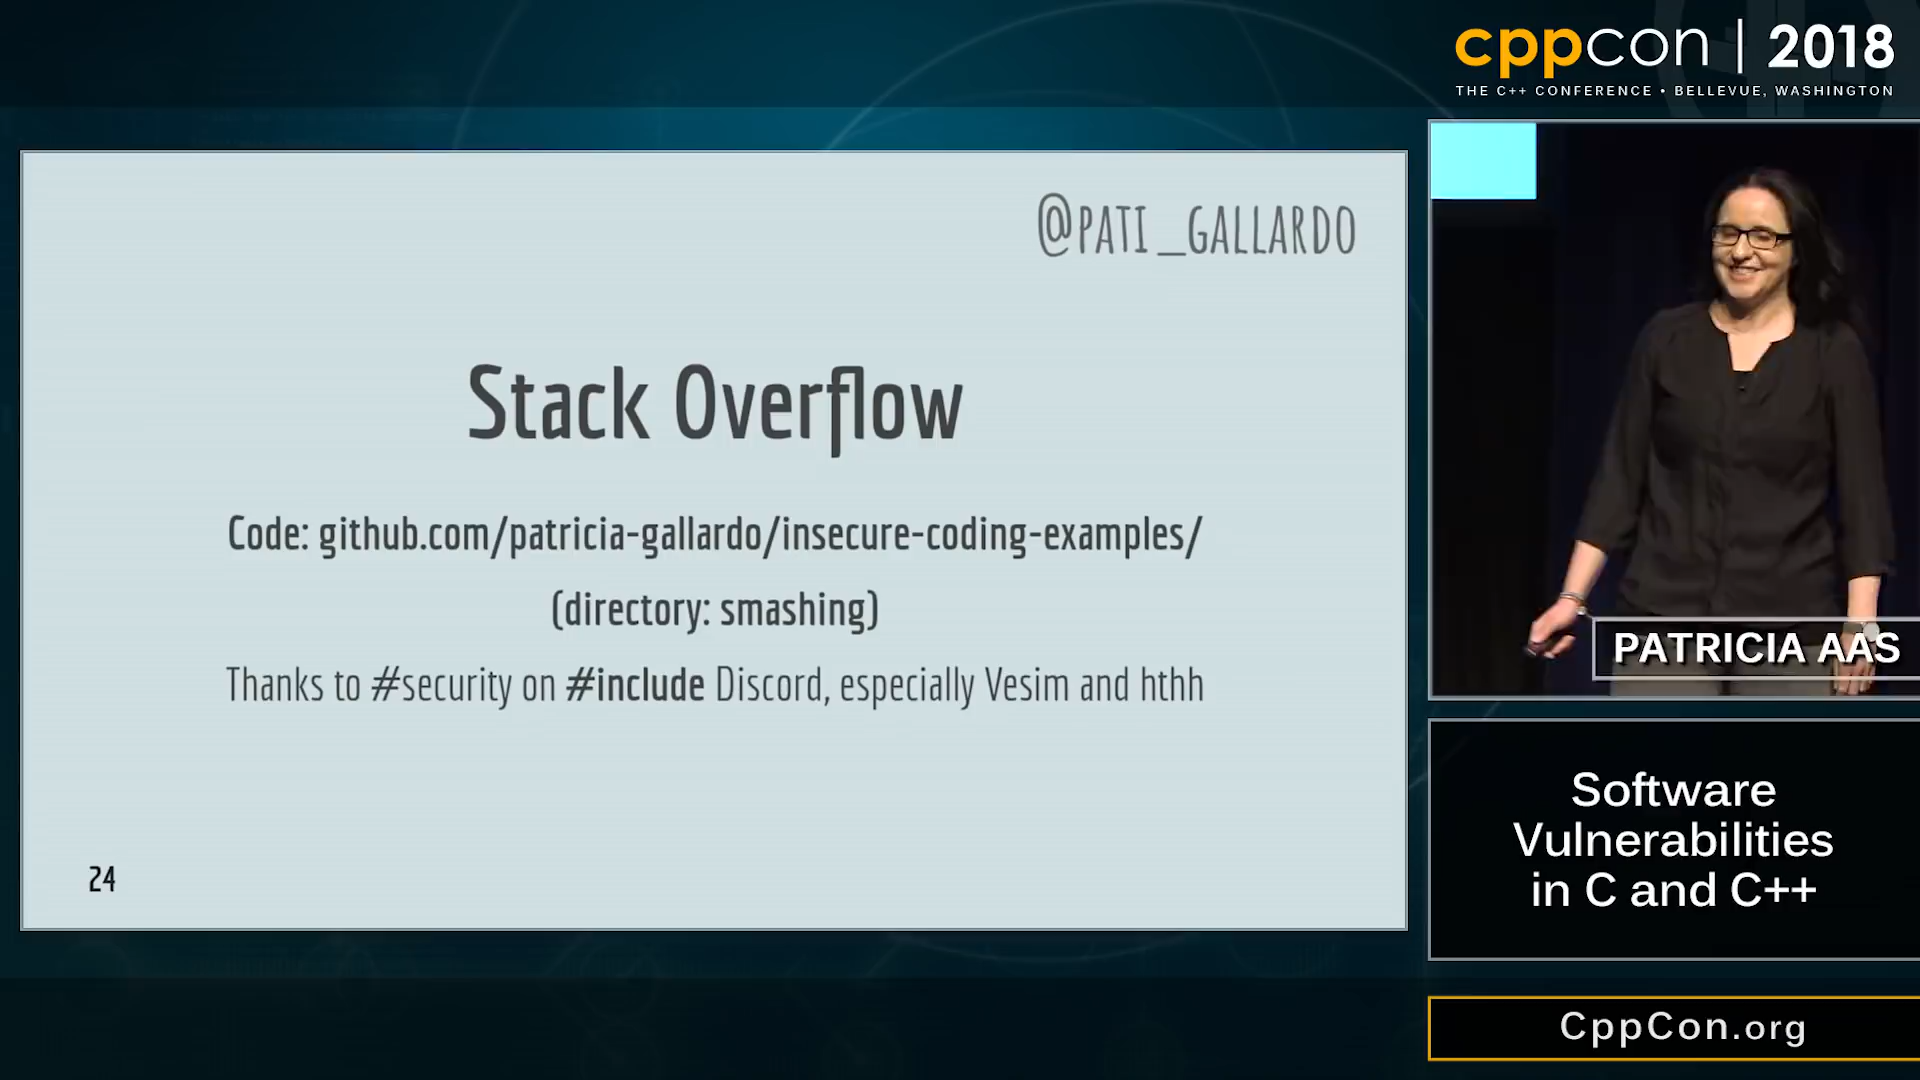 cppcon | 2018
THE C++ CONFERENCE • BELLEVUE, WASHINGTON
@PATI_GALLARDO
Stack Overflow
Code: github.com/patricia-gallardo/insecure-coding-examples/
(directory: smashing)
Thanks to #security on #include Discord, especially Vesim and hthh
24
PATRICIA AAS
Software
Vulnerabilities
in C and C++
CppCon.org